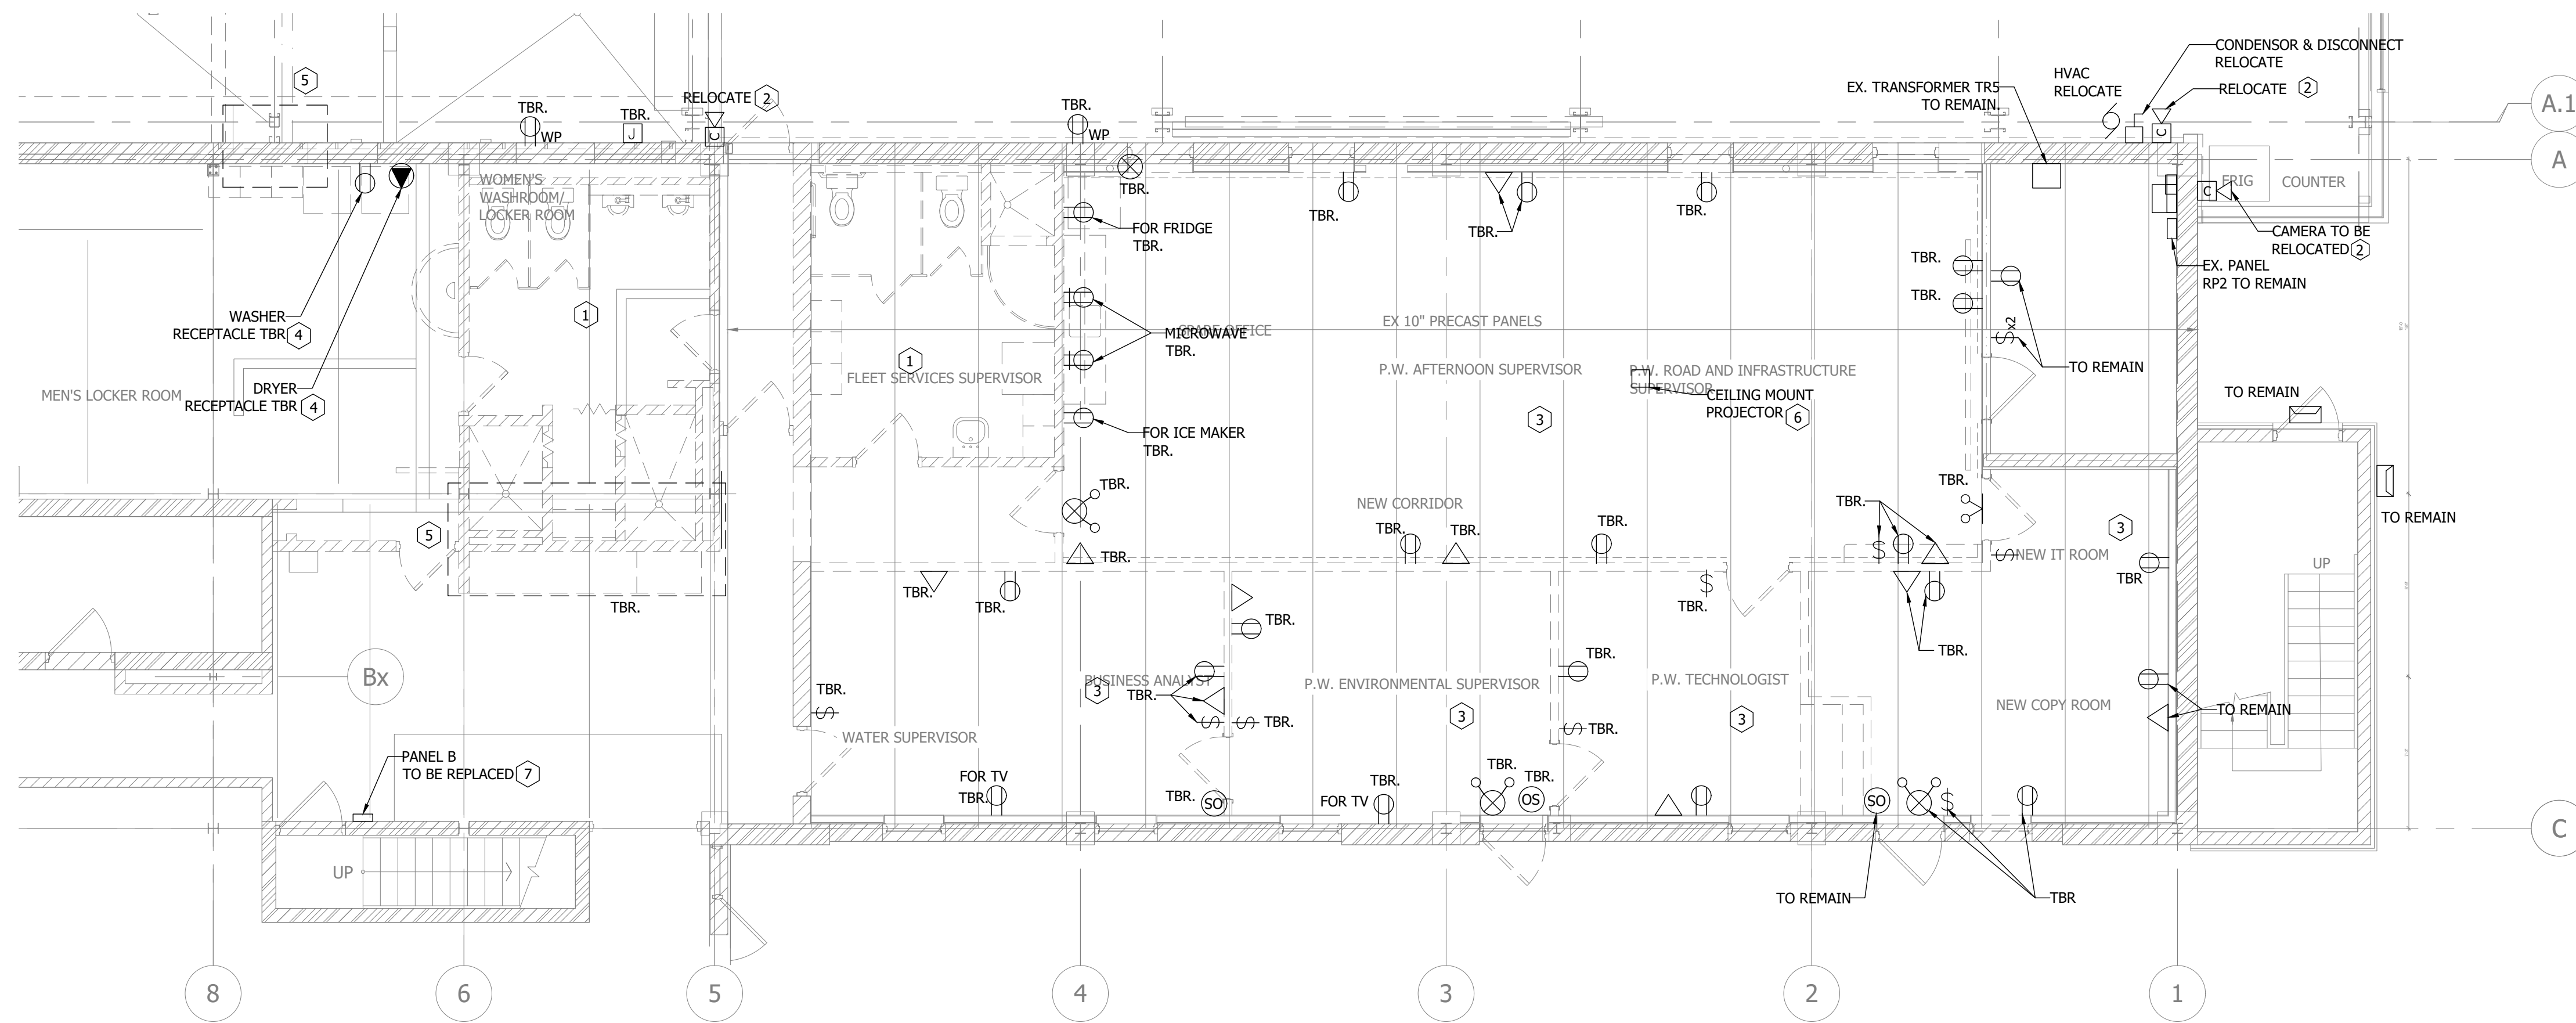 CONDENSOR & DISCONNECT
RELOCATE
HVAC
RELOCATE
RELOCATE 2
EX. TRANSFORMER TR5
TO REMAIN.
A.1
A
5
TBR.
WP
TBR.
J
RELOCATE 2
C
TBR.
WP
TBR.
C
C
FRIG
COUNTER
CAMERA TO BE
RELOCATED 2
EX. PANEL
RP2 TO REMAIN
WOMEN'S
WASHROOM/
LOCKER ROOM
FOR FRIDGE
TBR.
TBR.
TBR.
TBR.
TBR.
TBR.
1
WASHER
RECEPTACLE TBR 4
EX 10" PRECAST PANELS
SPARE OFFICE
MICROWAVE
TBR.
$x2
TO REMAIN
1
FLEET SERVICES SUPERVISOR
P.W. AFTERNOON SUPERVISOR
P.W. ROAD AND INFRASTRUCTURE
SUPERVISOR
CEILING MOUNT
PROJECTOR 6
DRYER
RECEPTACLE TBR 4
MEN'S LOCKER ROOM
TO REMAIN
3
FOR ICE MAKER
TBR.
TBR.
NEW CORRIDOR
TBR.
TBR.
TO REMAIN
5
TBR.
TBR.
TBR.
3
$
$
NEW IT ROOM
TBR.
UP
TBR
TBR.
TBR.
TBR.
$
TBR.
TBR.
TBR.
TBR.
Bx
BUSINESS ANALYST
3
TBR.
P.W. ENVIRONMENTAL SUPERVISOR
P.W. TECHNOLOGIST
TBR.
$
$
$
TBR.
3
$
TBR.
3
NEW COPY ROOM
TO REMAIN
WATER SUPERVISOR
PANEL B
TO BE REPLACED 7
FOR TV
TBR.
TBR.
SO
FOR TV
TBR.
TBR.
TBR.
OS
SO
$
UP
TO REMAIN
TBR
C
8
6
5
4
3
2
1